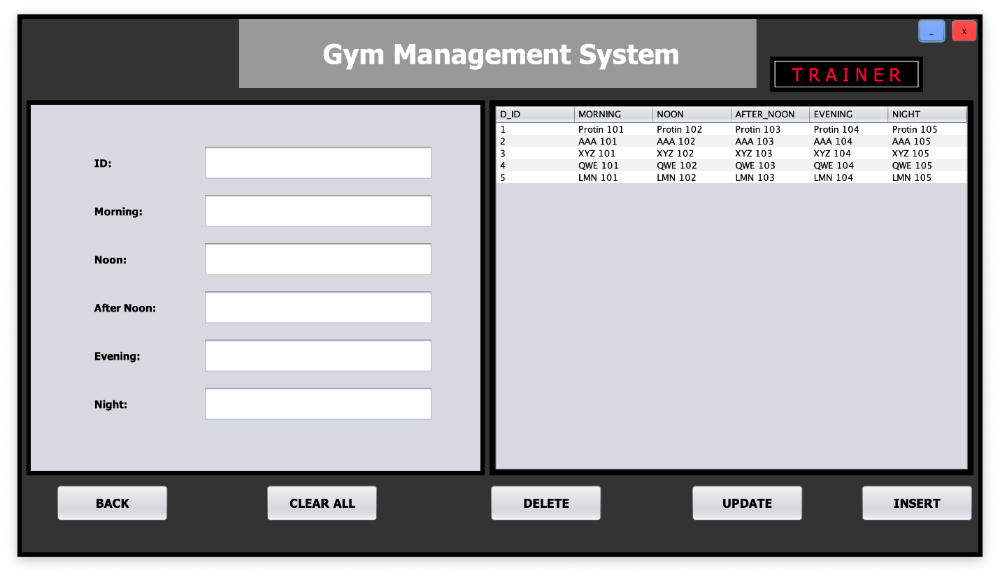 Gym Management System
_ x
TRAINER
ID:
Morning:
Noon:
After Noon:
Evening:
Night:
D_ID MORNING NOON AFTER_NOON EVENING NIGHT
1 Protin 101 Protin 102 Protin 103 Protin 104 Protin 105
2 AAA 101 AAA 102 AAA 103 AAA 104 AAA 105
3 XYZ 101 XYZ 102 XYZ 103 XYZ 104 XYZ 105
4 QWE 101 QWE 102 QWE 103 QWE 104 QWE 105
5 LMN 101 LMN 102 LMN 103 LMN 104 LMN 105
BACK CLEAR ALL DELETE UPDATE INSERT